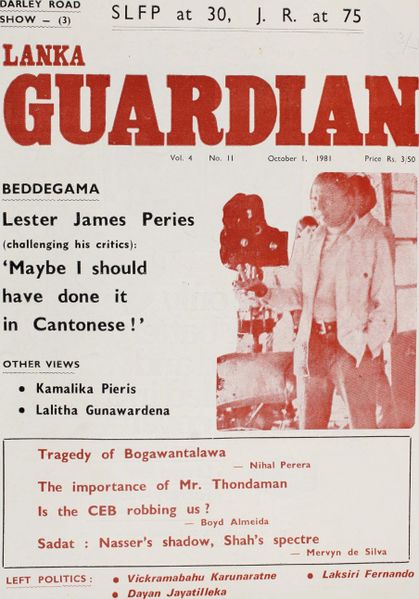 DARLEY ROAD
SHOW — (3)
SLFP at 30, J. R. at 75
LANKA
GUARDIAN
Vol. 4 No. 11 October 1, 1981 Price Rs. 3/50
BEDDEGAMA
Lester James Peries
(challenging his critics):
‘Maybe I should
have done it
in Cantonese!’
OTHER VIEWS
• Kamalika Pieris
• Lalitha Gunawardena
Tragedy of Bogawantalawa
— Nihal Perera
The importance of Mr. Thondaman
Is the CEB robbing us?
— Boyd Almeida
Sadat : Nasser's shadow, Shah's spectre
— Mervyn de Silva
LEFT POLITICS :
• Vickramabahu Karunaratne
• Laksiri Fernando
• Dayan Jayatilleka